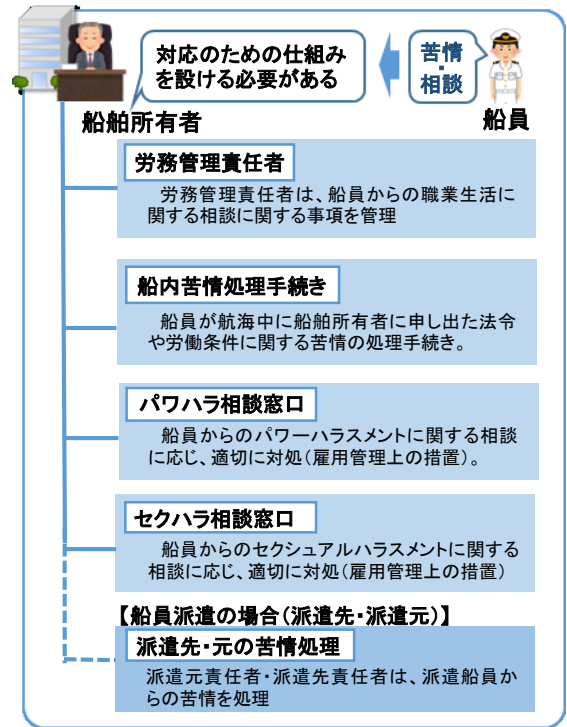 対応のための仕組み
を設ける必要がある
苦情
・
相談
船舶所有者
船員
労務管理責任者
労務管理責任者は、船員からの職業生活に
関する相談に関する事項を管理
船内苦情処理手続き
船員が航海中に船舶所有者に申し出た法令
や労働条件に関する苦情の処理手続き。
パワハラ相談窓口
船員からのパワーハラスメントに関する相談
に応じ、適切に対処(雇用管理上の措置)。
セクハラ相談窓口
船員からのセクシュアルハラスメントに関する
相談に応じ、適切に対処(雇用管理上の措置)
【船員派遣の場合(派遣先・派遣元)】
派遣先・元の苦情処理
派遣元責任者・派遣先責任者は、派遣船員か
らの苦情を処理